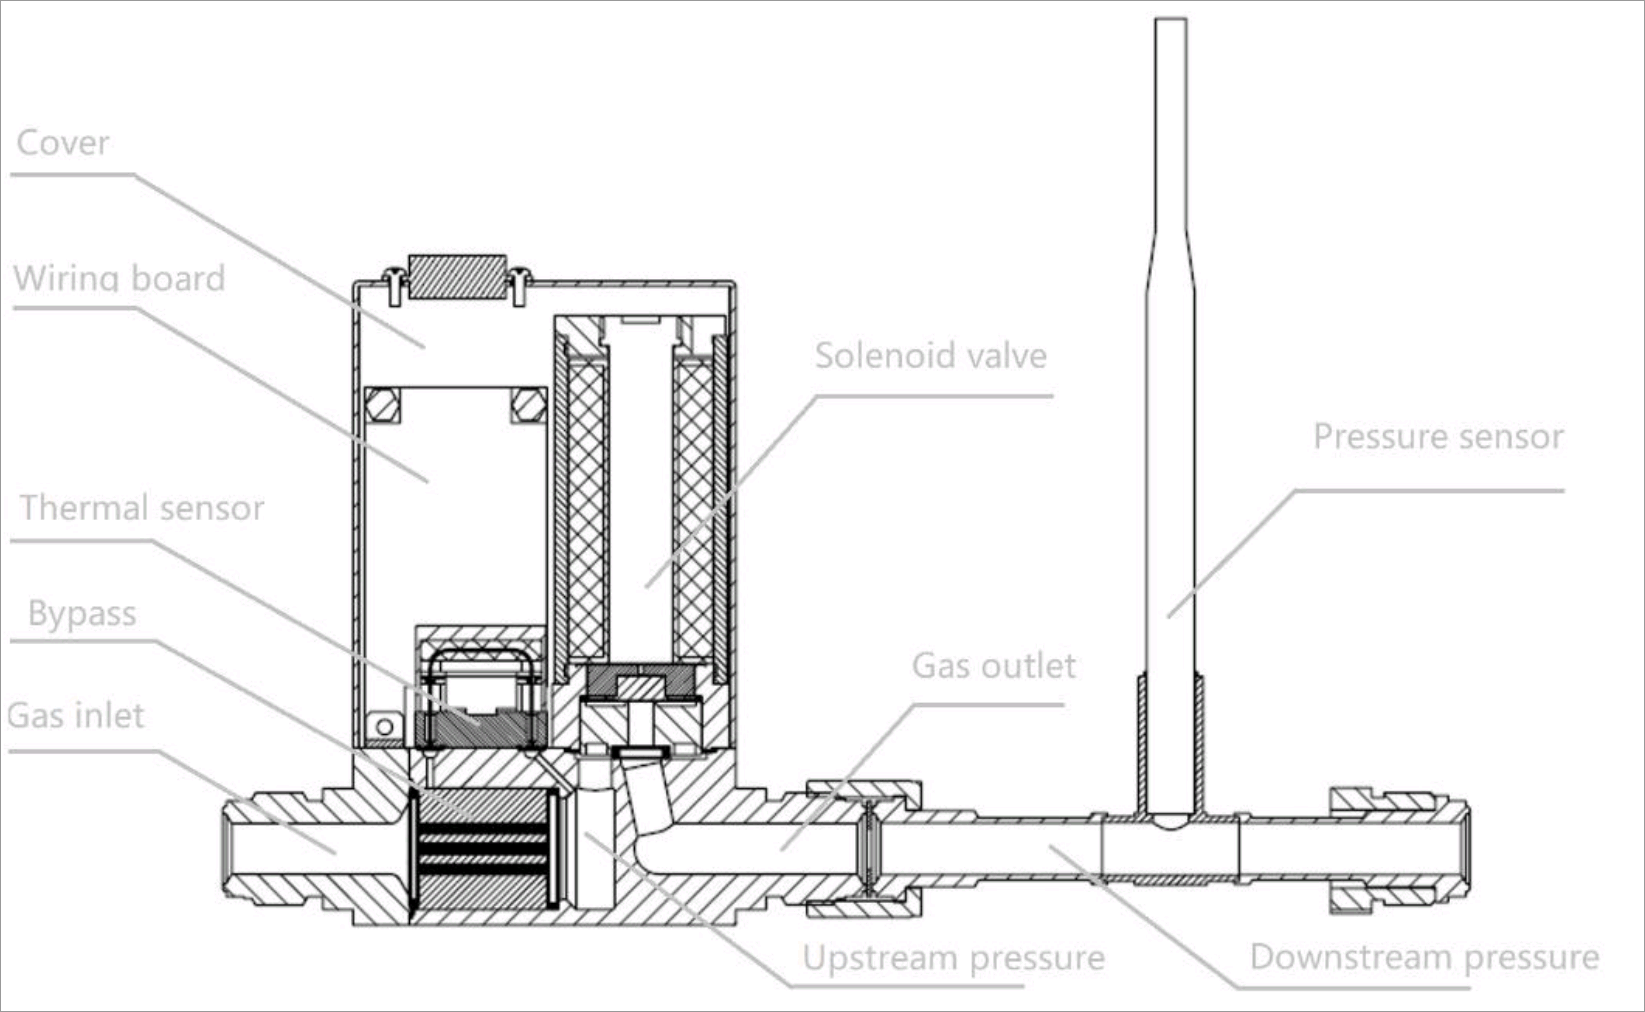 Cover
Wiring board
Solenoid valve
Pressure sensor
Thermal sensor
Bypass
Gas outlet
Gas inlet
Upstream pressure
Downstream pressure